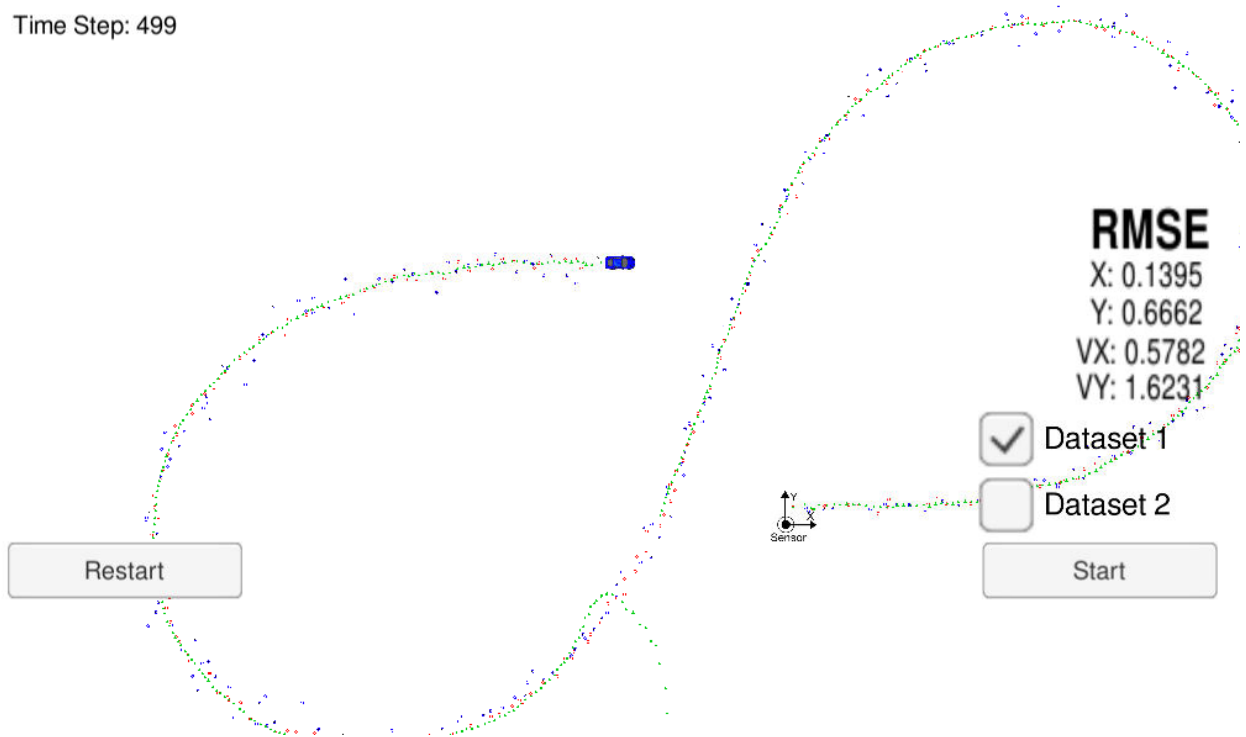 Time Step: 499
RMSE
X: 0.1395
Y: 0.6662
VX: 0.5782
VY: 1.6231
Dataset 1
Dataset 2
Y
X
Sensor
Restart
Start